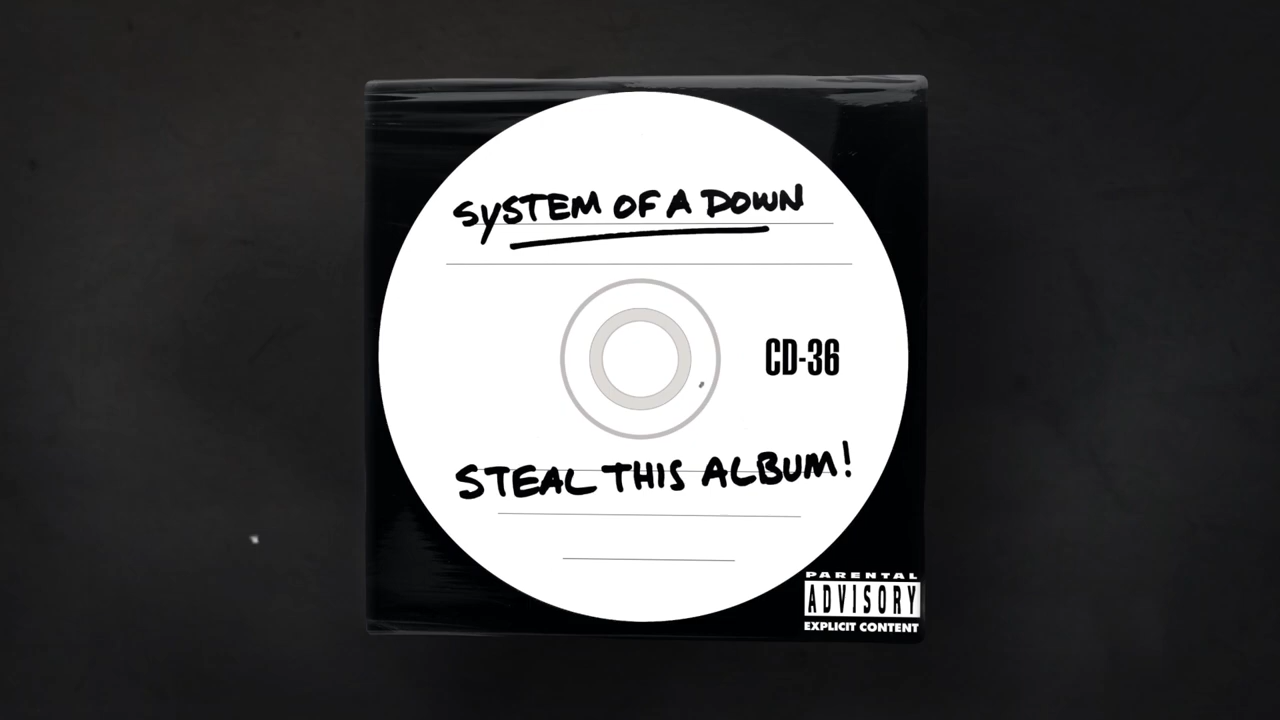 SYSTEM OF A DOWN
CD-36
STEAL THIS ALBUM!
PARENTAL
ADVISORY
EXPLICIT CONTENT